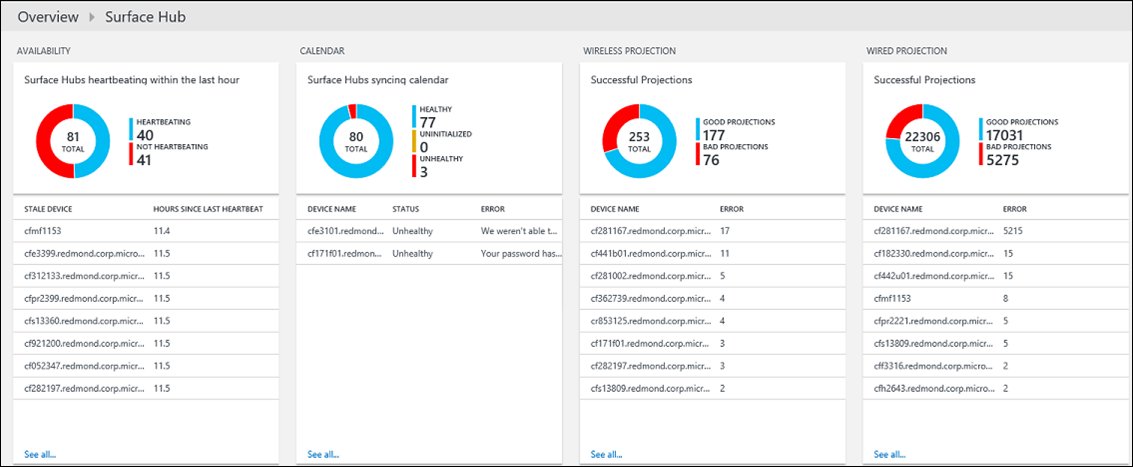 Overview Surface Hub
AVAILABILITY
Surface Hubs heartbeating within the last hour
81
TOTAL
HEARTBEATING
40
NOT HEARTBEATING
41
STALE DEVICE HOURS SINCE LAST HEARTBEAT
cfmf1153 11.4
cfe3399.redmond.corp.micro... 11.5
cf312133.redmond.corp.micr... 11.5
cfpr2399.redmond.corp.micr... 11.5
cfs13360.redmond.corp.micr... 11.5
cf921200.redmond.corp.micr... 11.5
cf052347.redmond.corp.micr... 11.5
cf282197.redmond.corp.micr... 11.5
See all...
CALENDAR
Surface Hubs syncing calendar
80
TOTAL
HEALTHY
77
UNINITIALIZED
0
UNHEALTHY
3
DEVICE NAME STATUS ERROR
cfe3101.redmond... Unhealthy We weren't able t...
cf171f01.redmon... Unhealthy Your password has...
See all...
WIRELESS PROJECTION
Successful Projections
253
TOTAL
GOOD PROJECTIONS
177
BAD PROJECTIONS
76
DEVICE NAME ERROR
cf281167.redmond.corp.micr... 17
cf441b01.redmond.corp.micr... 11
cf281002.redmond.corp.micr... 5
cf362739.redmond.corp.micr... 4
cr853125.redmond.corp.micr... 4
cf171f01.redmond.corp.micr... 3
cf282197.redmond.corp.micr... 3
cfs13809.redmond.corp.micr... 2
See all...
WIRED PROJECTION
Successful Projections
22306
TOTAL
GOOD PROJECTIONS
17031
BAD PROJECTIONS
5275
DEVICE NAME ERROR
cf281167.redmond.corp.micr... 5215
cf182330.redmond.corp.micr... 15
cf442u01.redmond.corp.micr... 15
cfmf1153 8
cfpr2221.redmond.corp.micr... 5
cfs13809.redmond.corp.micr... 5
cff3316.redmond.corp.micro... 2
cfh2643.redmond.corp.micro... 2
See all...